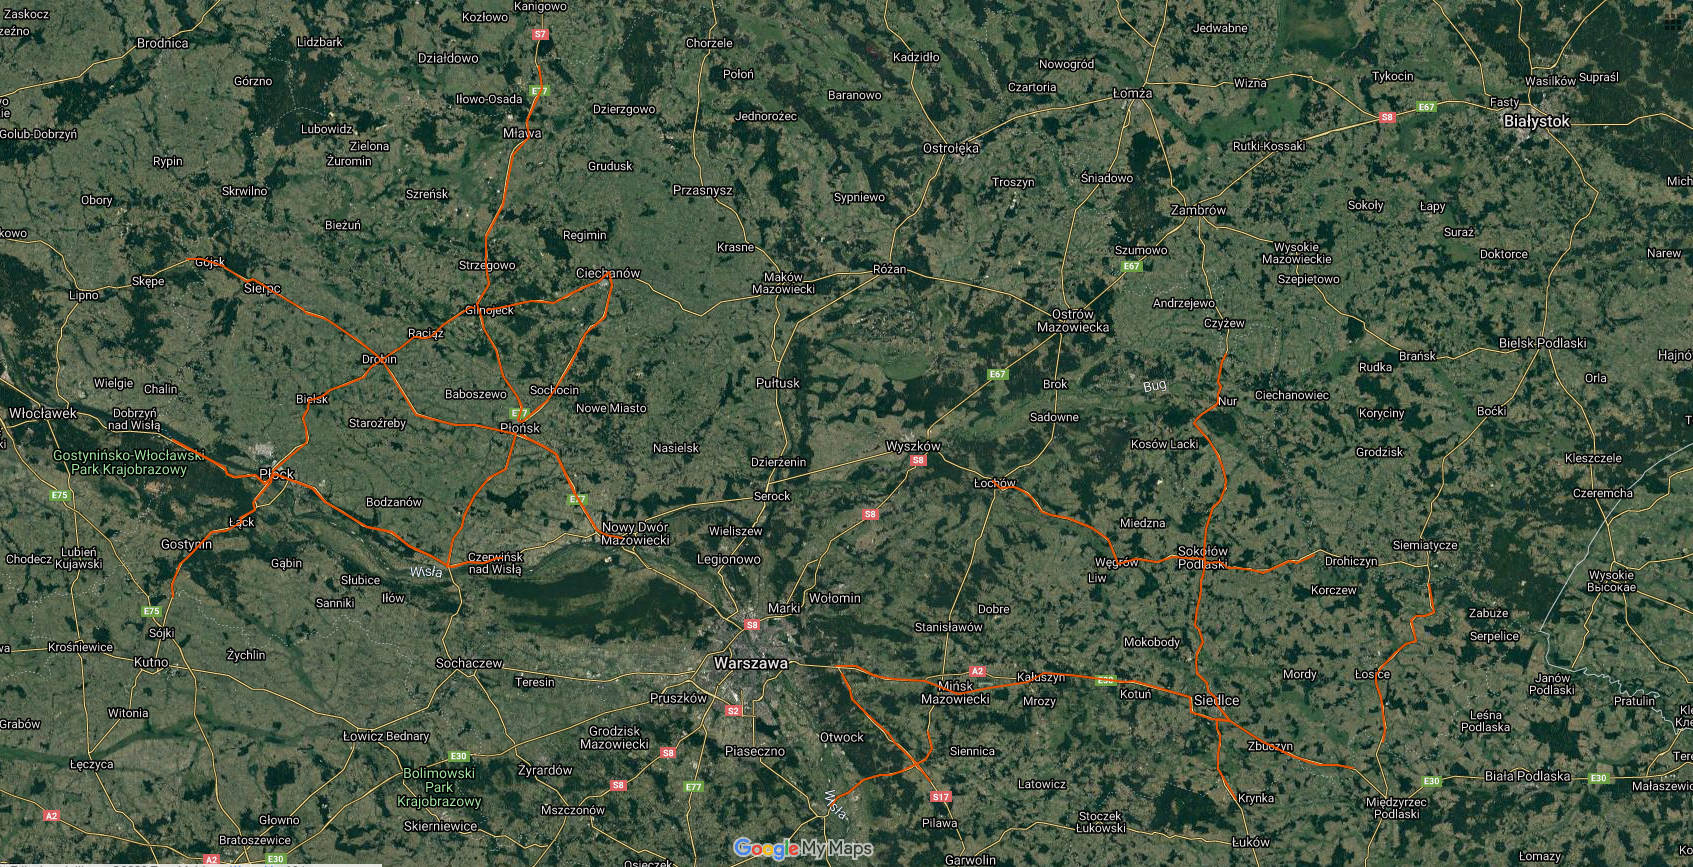 Zaskocz
Kozłowo
Kanigowo
S7
Brodnica
Lidzbark
Działdowo
Chorzele
Kadzidło
Nowogród
Jedwabne
Górzno
Połoń
Czartoria
Wizna
Tykocin
Wasilków
Supraśl
Iłowo-Osada
E77
Dzierzgowo
Baranowo
Łomża
Fasty
E67
S8
Golub-Dobrzyń
Lubowidz
Mława
Jednorożec
Białystok
Zielona
Żuromin
Rypin
Grudusk
Ostrołęka
Rutki-Kossaki
Obory
Skrwilno
Szreńsk
Przasnysz
Sypniewo
Troszyn
Śniadowo
Mich
kowo
Bieżuń
Regimin
Krasne
Zambrów
Sokoły
Łapy
Suraż
Szumowo
Wysokie
Mazowieckie
Doktorce
Narew
Gójsk
Strzegowo
Ciechanów
Maków
Mazowiecki
Różan
E67
Szepietowo
Skępe
Sierpc
Lipno
Glinojeck
Andrzejewo
Ostrów
Mazowiecka
Czyżew
Raciąż
Drobin
Bielsk Podlaski
Brańsk
Hajnó
Rudka
Wielgie
Chalin
Baboszewo
Sochocin
Pułtusk
E67
Brok
Bug
Orla
Włocławek
Dobrzyń
nad Wisłą
Bielsk
Staroźreby
E77
Płońsk
Nowe Miasto
Sadowne
Nur
Ciechanowiec
Koryciny
Boćki
Gostynińsko-Włocławski
Park Krajobrazowy
Płock
Nasielsk
Dzierżenin
Wyszków
S8
Kosów Lacki
Grodzisk
Kleszczele
E75
Bodzanów
E77
Serock
Łochów
Czeremcha
Łąck
Nowy Dwór
Mazowiecki
Wieliszew
S8
Miedzna
Gostynin
Chodecz
Lubień
Kujawski
Gąbin
Wisła
Czerwińsk
nad Wisłą
Legionowo
Węgrów
Liw
Sokołów
Podlaski
Drohiczyn
Siemiatycze
Słubice
Wysokie
Высокае
Sanniki
Iłów
Wołomin
Marki
Korczew
E75
Sójki
S8
Dobre
Stanisławów
Zabuże
Serpelice
Mokobody
Krośniewice
Kutno
Żychlin
Sochaczew
Teresin
Warszawa
A2
Kałuszyn
E30
Mordy
Łosice
Janów
Podlaski
Pratulin
Pruszków
Mińsk
Mazowiecki
Mrozy
Kotuń
Siedlce
Witonia
S2
Grabów
Łowicz
Bednary
Grodzisk
Mazowiecki
Otwock
Leśna
Podlaska
Piaseczno
Siennica
Zbuczyn
E30
S8
Łęczyca
Bolimowski
Park
Krajobrazowy
Żyrardów
S8
E77
Latowicz
E30
Biała Podlaska
E30
Małaszewic
Wisła
S17
Krynka
Międzyrzec
Podlaski
A2
Głowno
Skierniewice
Mszczonów
Pilawa
Stoczek
Łukowski
Bratoszewice
Łuków
A2
E30
Osieczek
Google My Maps
Garwolin
Łomazy